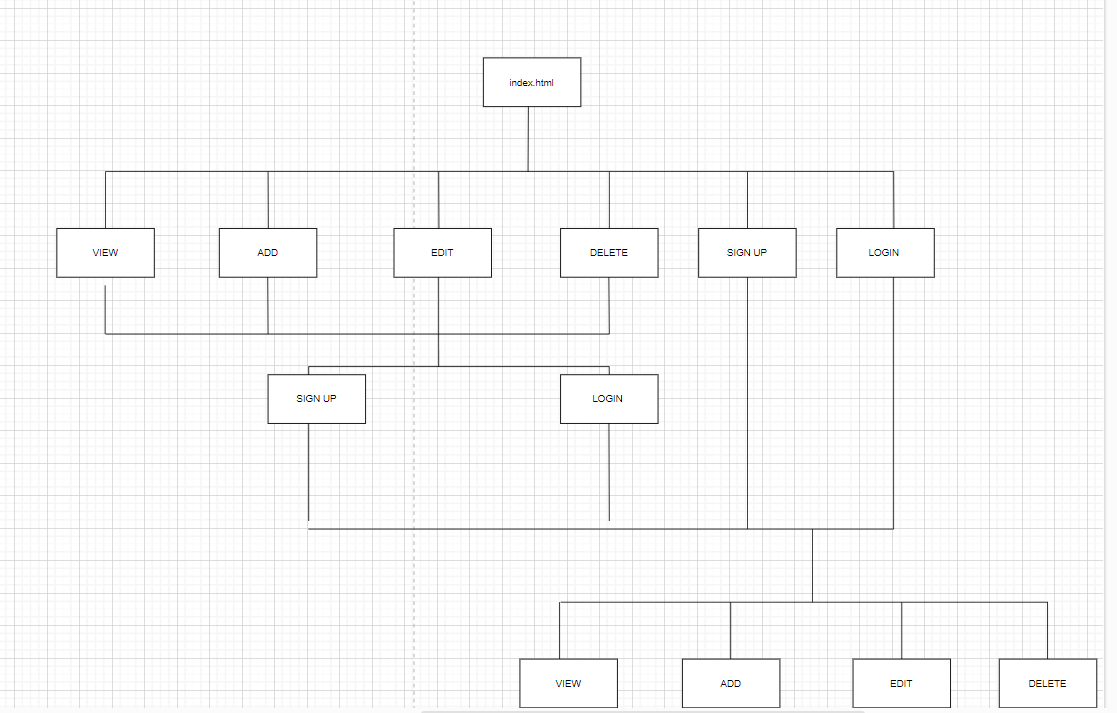 index.html
VIEW
ADD
EDIT
DELETE
SIGN UP
LOGIN
SIGN UP
LOGIN
VIEW
ADD
EDIT
DELETE